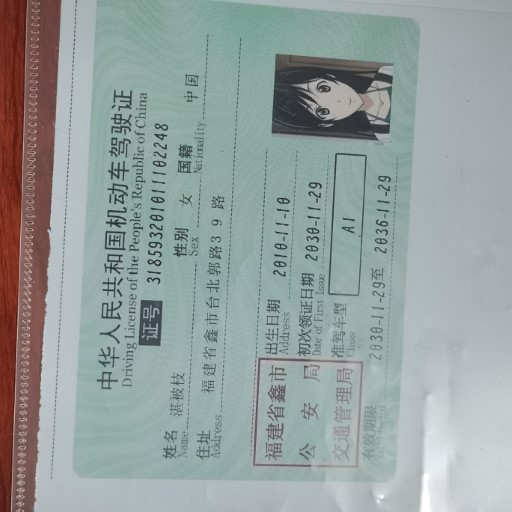 中华人民共和国机动车驾驶证
Driving License of the People's Republic of China
证号 318593201011102248
姓名 湛被枝 性别 女 国籍 中国
Name Sex Nationality
住址 福建省鑫市台北郭路39路
Address
出生日期 2010-11-10
Address
初次领证日期 2030-11-29
Date of First Issue
准驾车型 A1
Class
有效期限 2030-11-29至 2036-11-29
福建省鑫市
公安局
交通管理局